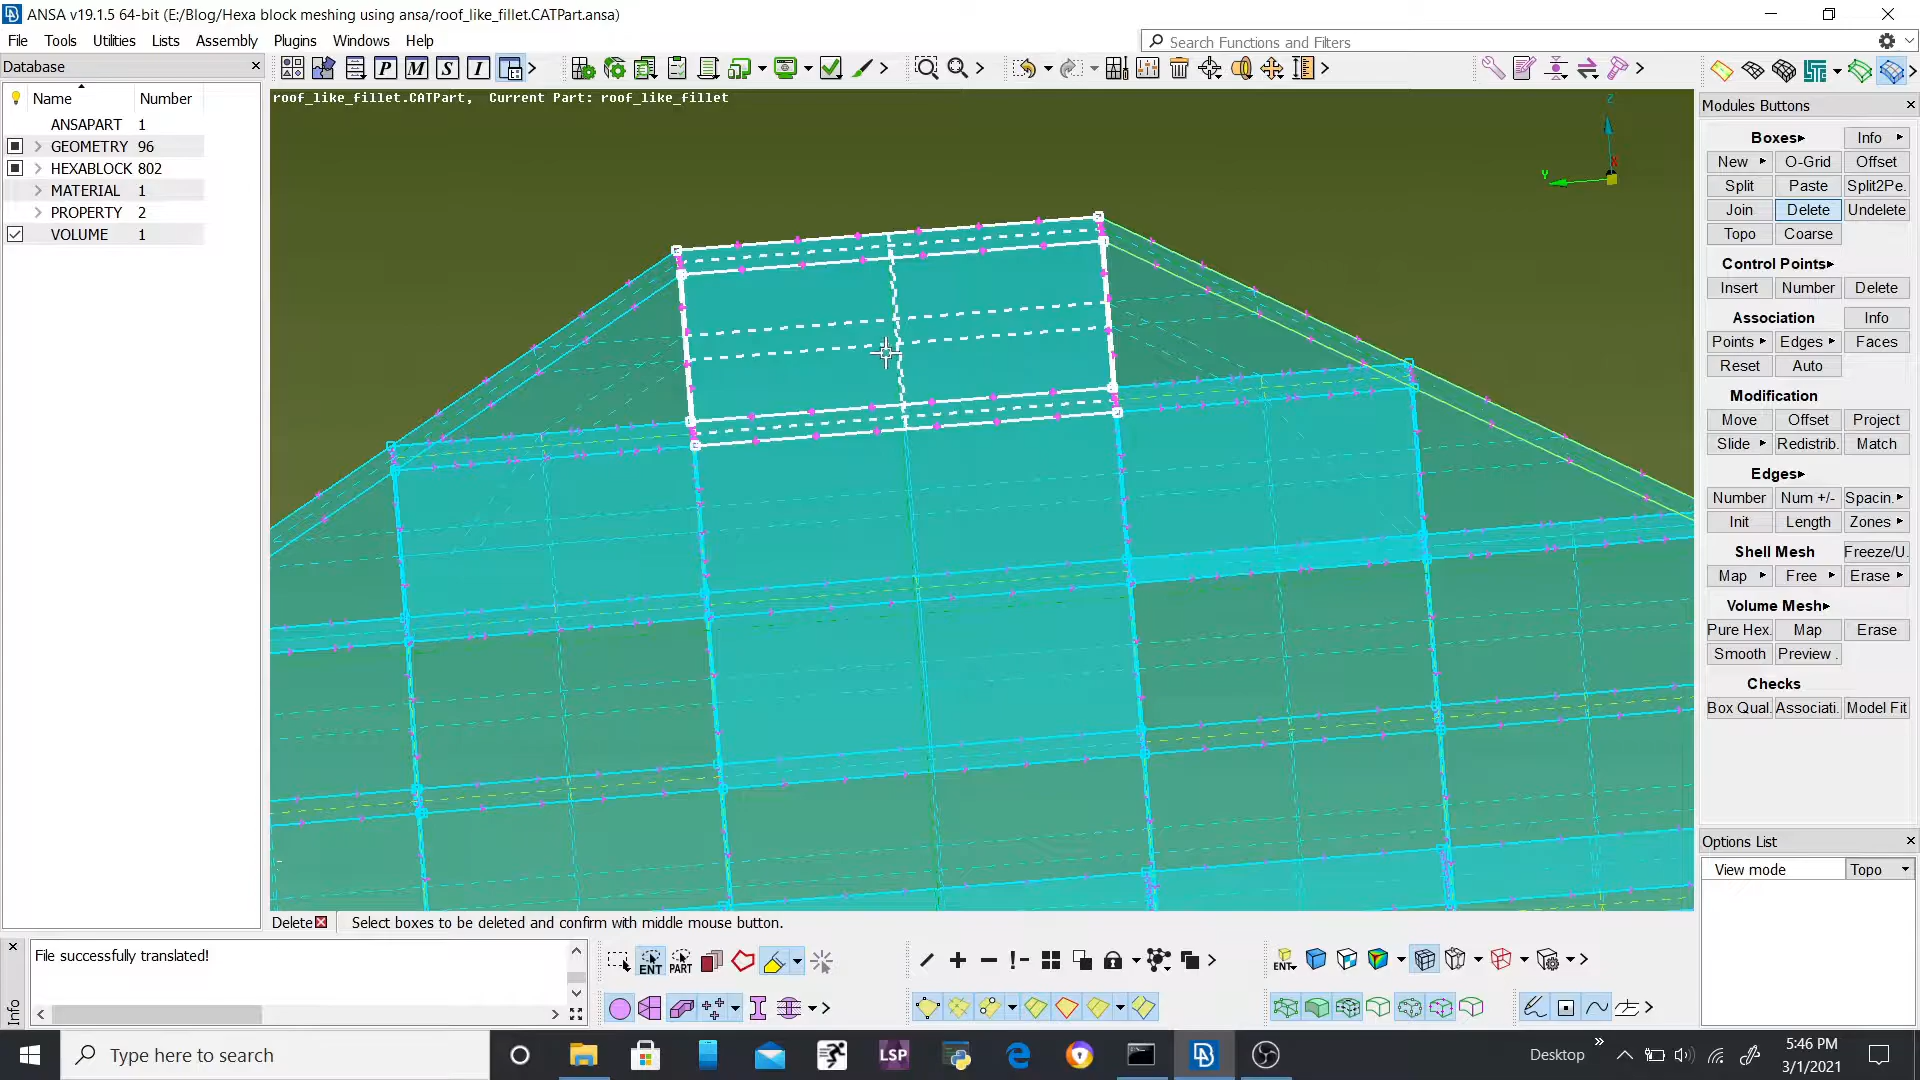 ANSA v19.1.5 64-bit (E:/Blog/Hexa block meshing using ansa/roof_like_fillet.CATPart.ansa)
File Tools Utilities Lists Assembly Plugins Windows Help
Search Functions and Filters
Database
P M S I
Name Number
ANSAPART 1
GEOMETRY 96
HEXABLOCK 802
MATERIAL 1
PROPERTY 2
VOLUME 1
roof_like_fillet.CATPart, Current Part: roof_like_fillet
Z
X
Y
Modules Buttons
Boxes Info
New O-Grid Offset
Split Paste Split2Pe.
Join Delete Undelete
Topo Coarse
Control Points
Insert Number Delete
Association Info
Points Edges Faces
Reset Auto
Modification
Move Offset Project
Slide Redistrib. Match
Edges
Number Num +/- Spacin.
Init Length Zones
Shell Mesh Freeze/U.
Map Free Erase
Volume Mesh
Pure Hex. Map Erase
Smooth Preview .
Checks
Box Qual. Associati. Model Fit
Options List
View mode Topo
Delete Select boxes to be deleted and confirm with middle mouse button.
File successfully translated!
Info
ENT PART
ENT
Type here to search
LSP
Desktop
5:46 PM
3/1/2021